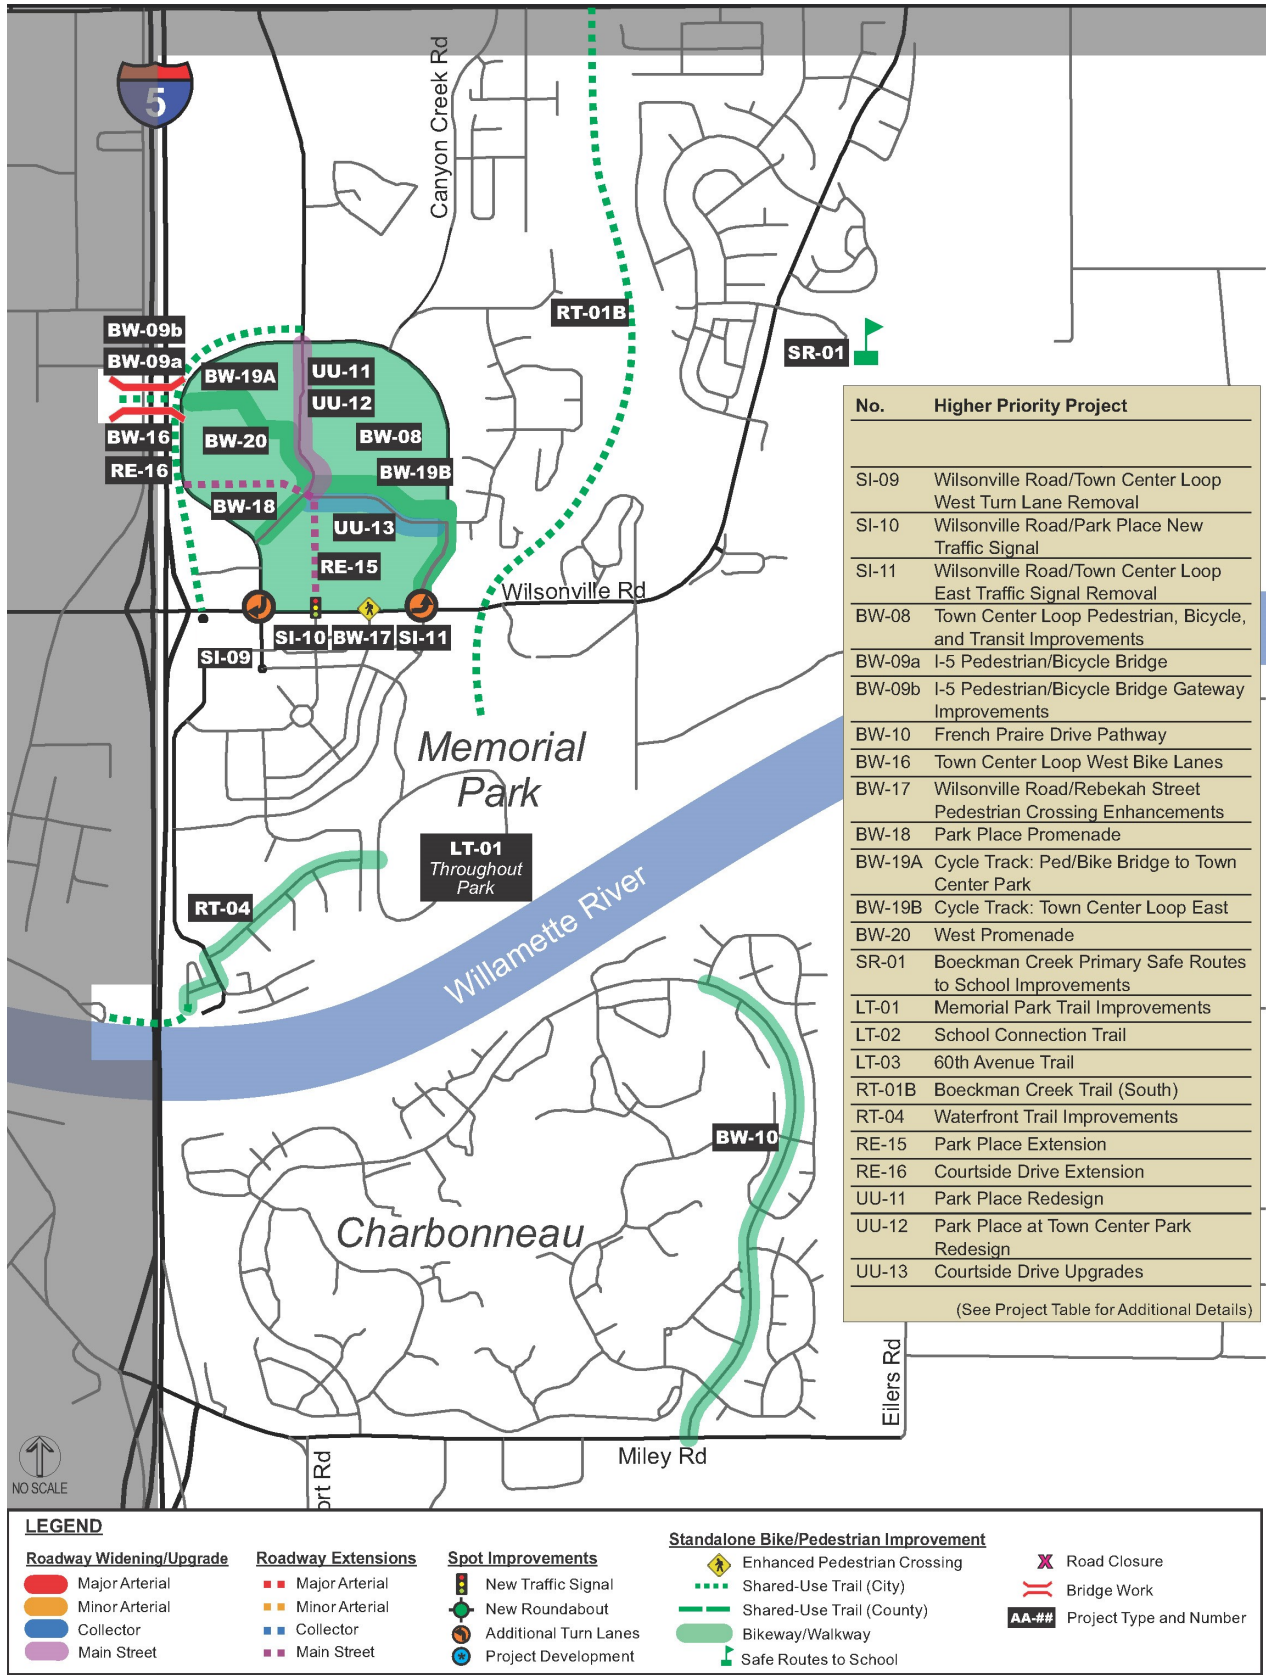 5
Canyon Creek Rd
RT-01B
SR-01
BW-09b
BW-09a
BW-19A
UU-11
UU-12
BW-16
BW-20
BW-08
RE-16
BW-19B
BW-18
UU-13
RE-15
Wilsonville Rd
SI-10
BW-17
SI-11
SI-09
Memorial
Park
LT-01
Throughout
Park
RT-04
Willamette River
BW-10
Charbonneau
Eilers Rd
Miley Rd
ort Rd
NO SCALE
No. Higher Priority Project
SI-09 Wilsonville Road/Town Center Loop
West Turn Lane Removal
SI-10 Wilsonville Road/Park Place New
Traffic Signal
SI-11 Wilsonville Road/Town Center Loop
East Traffic Signal Removal
BW-08 Town Center Loop Pedestrian, Bicycle,
and Transit Improvements
BW-09a I-5 Pedestrian/Bicycle Bridge
BW-09b I-5 Pedestrian/Bicycle Bridge Gateway
Improvements
BW-10 French Praire Drive Pathway
BW-16 Town Center Loop West Bike Lanes
BW-17 Wilsonville Road/Rebekah Street
Pedestrian Crossing Enhancements
BW-18 Park Place Promenade
BW-19A Cycle Track: Ped/Bike Bridge to Town
Center Park
BW-19B Cycle Track: Town Center Loop East
BW-20 West Promenade
SR-01 Boeckman Creek Primary Safe Routes
to School Improvements
LT-01 Memorial Park Trail Improvements
LT-02 School Connection Trail
LT-03 60th Avenue Trail
RT-01B Boeckman Creek Trail (South)
RT-04 Waterfront Trail Improvements
RE-15 Park Place Extension
RE-16 Courtside Drive Extension
UU-11 Park Place Redesign
UU-12 Park Place at Town Center Park
Redesign
UU-13 Courtside Drive Upgrades
(See Project Table for Additional Details)
LEGEND
Roadway Widening/Upgrade
Major Arterial
Minor Arterial
Collector
Main Street
Roadway Extensions
Major Arterial
Minor Arterial
Collector
Main Street
Spot Improvements
New Traffic Signal
New Roundabout
Additional Turn Lanes
Project Development
Standalone Bike/Pedestrian Improvement
Enhanced Pedestrian Crossing
Shared-Use Trail (City)
Shared-Use Trail (County)
Bikeway/Walkway
Safe Routes to School
X Road Closure
Bridge Work
AA-## Project Type and Number